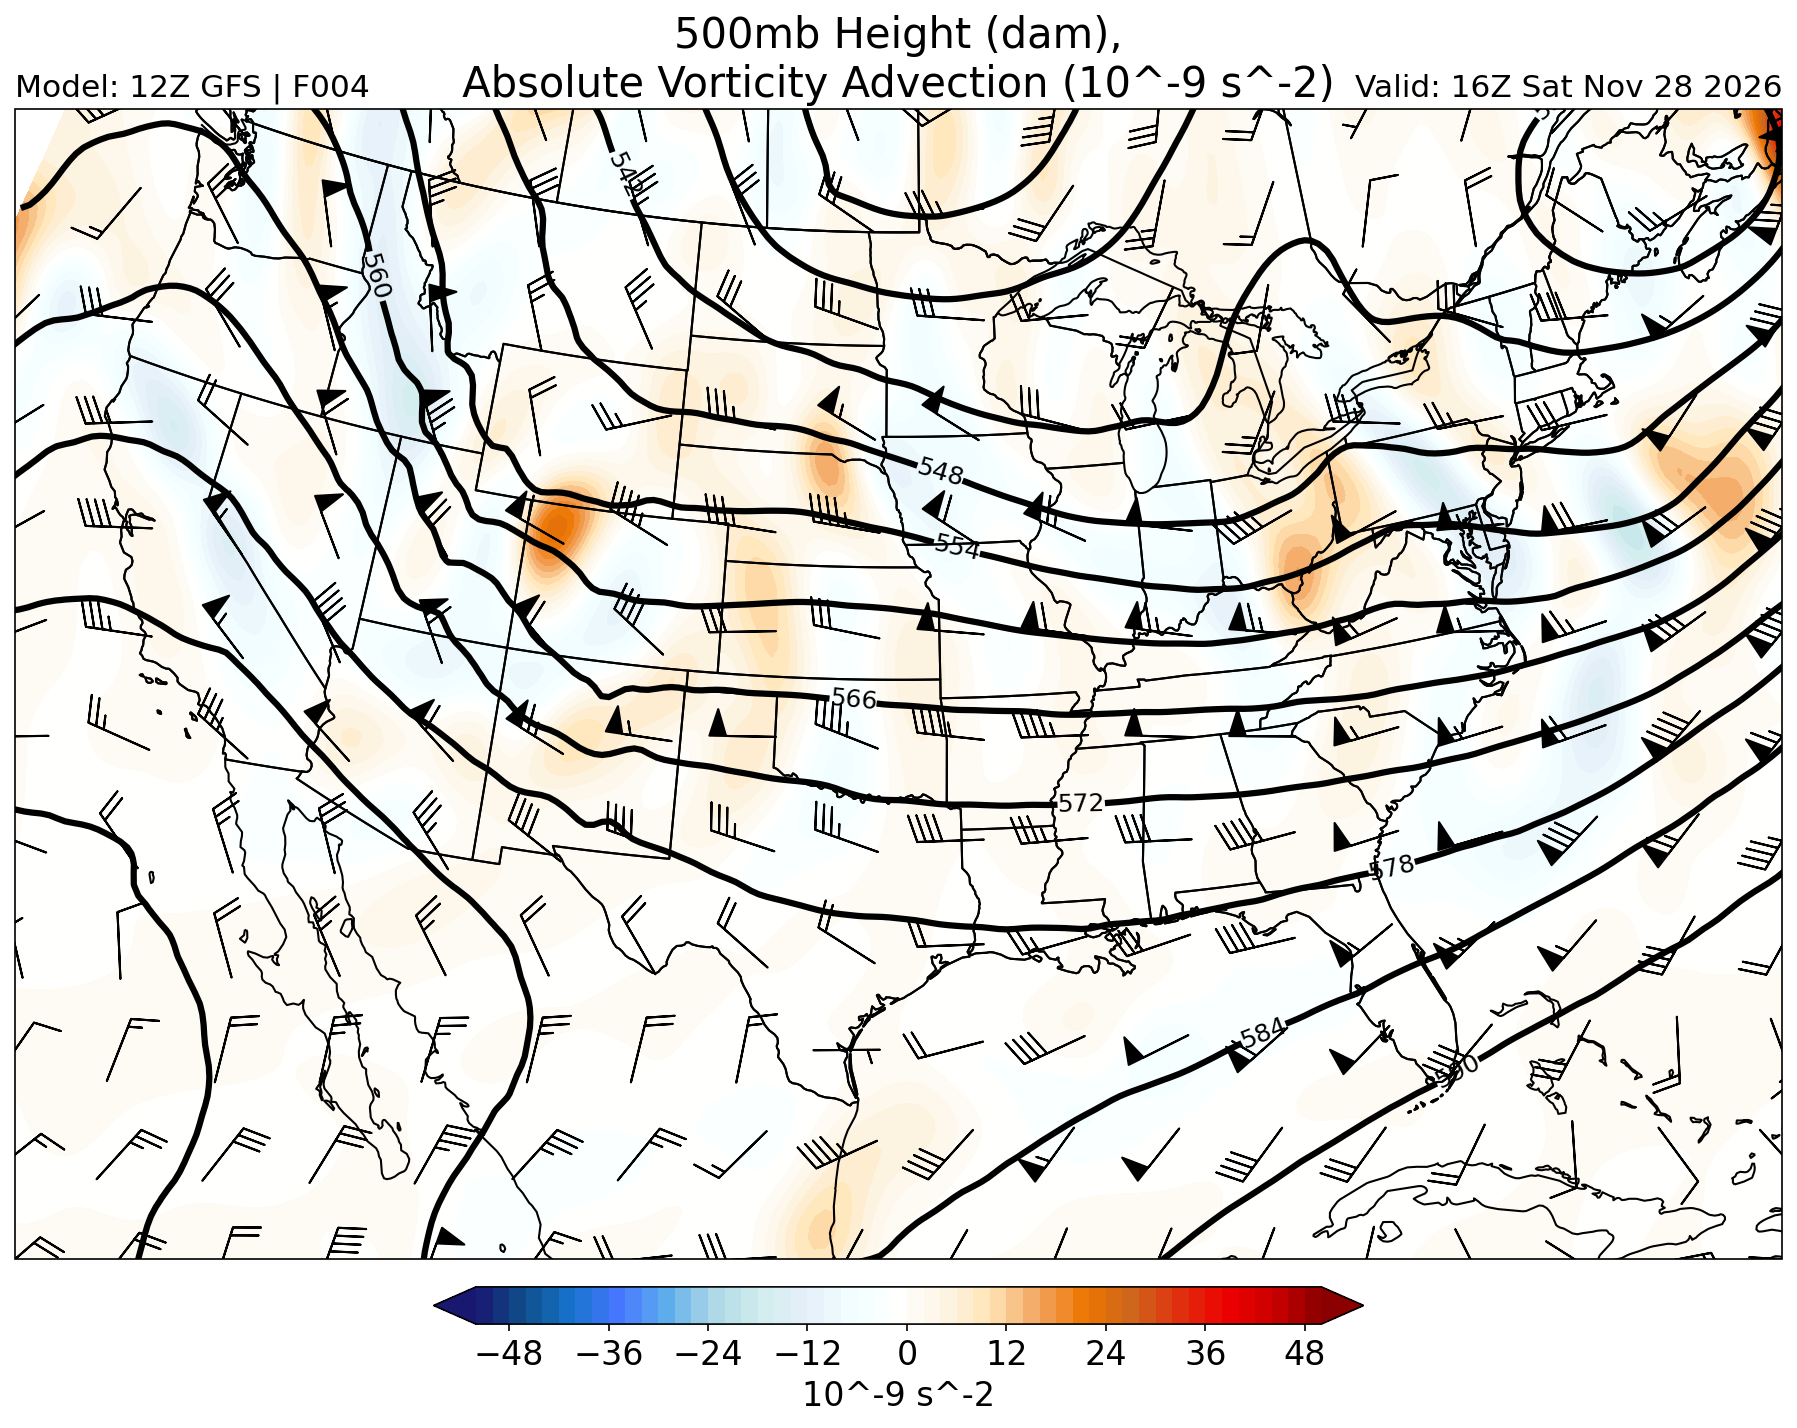 500mb Height (dam),
Model: 12Z GFS | F004
Absolute Vorticity Advection (10^-9 s^-2)
Valid: 16Z Sat Nov 28 2026
542
560
548
554
566
572
578
584
590
−48 −36 −24 −12 0 12 24 36 48
10^-9 s^-2